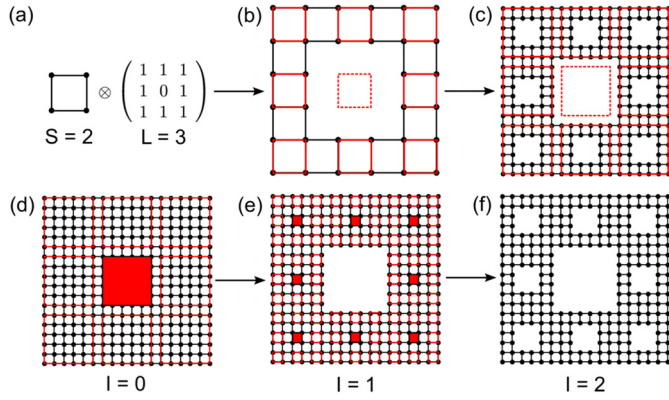 (a)
(b)
(c)
⊗
1 1 1
1 0 1
1 1 1
S = 2
L = 3
(d)
(e)
(f)
I = 0
I = 1
I = 2